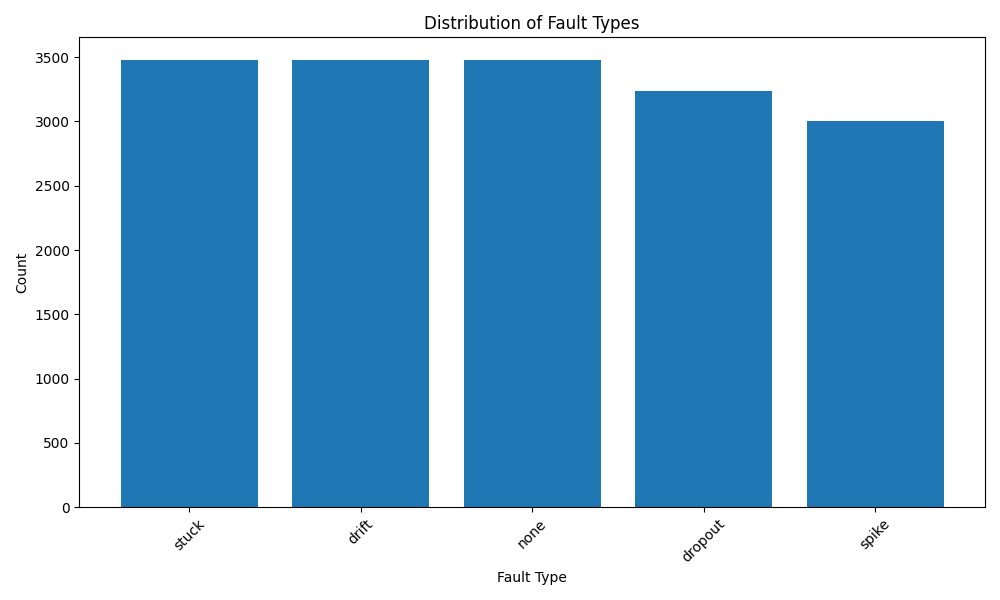 Distribution of Fault Types
3500
3000
2500
2000
1500
1000
500
0
Count
stuck
drift
none
dropout
spike
Fault Type